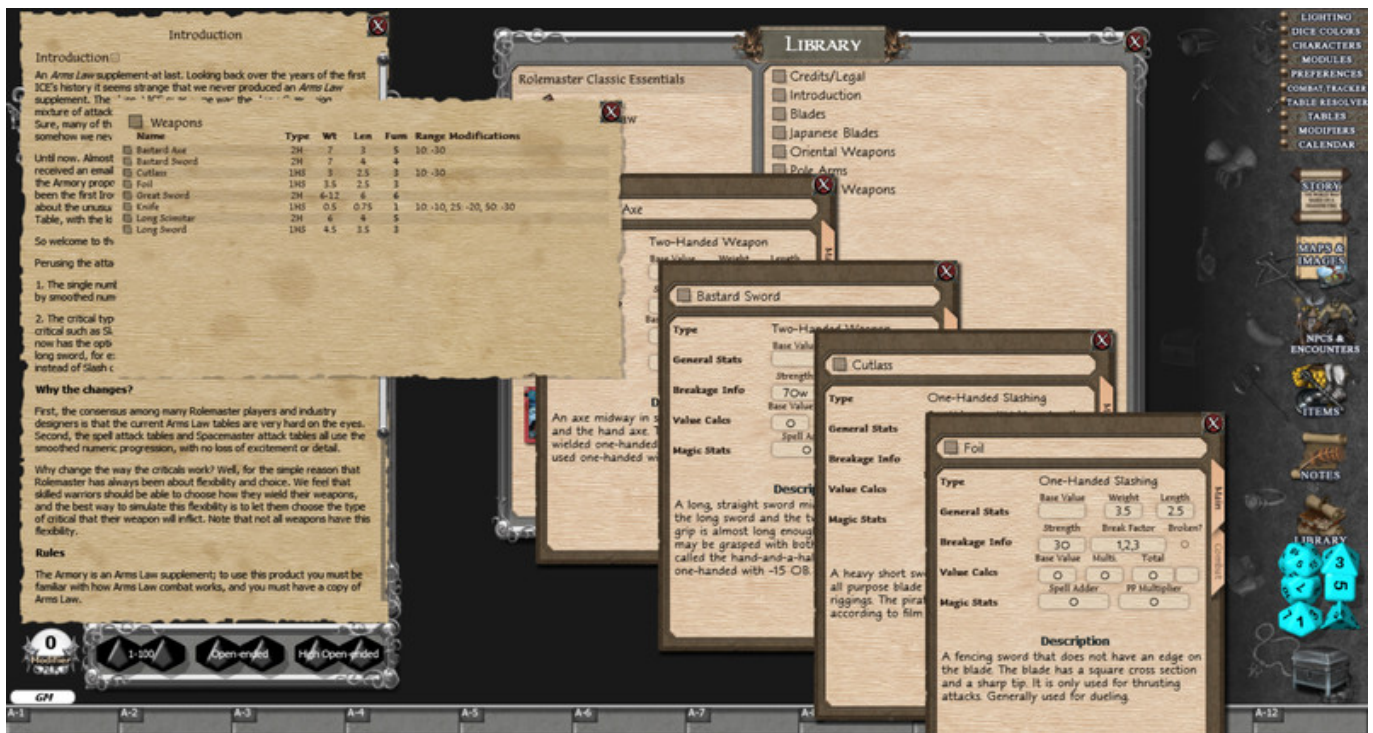 Introduction
Introduction
An Arms Law supplement-at last. Looking back over the years of the first
ICE's history it seems strange that we never produced an Arms Law
supplement. The
mixture of attack
Sure, many of th
somehow we nev
Until now. Almost
received an email
the Armory propo
been the first Iro
about the unusu
Table, with the ki
So welcome to th
Perusing the atta
1. The single numb
by smoothed num
2. The critical typ
critical such as Sl
now has the opti
long sword, for e
instead of Slash c
Why the changes?
First, the consensus among many Rolemaster players and industry
designers is that the current Arms Law tables are very hard on the eyes.
Second, the spell attack tables and Spacemaster attack tables all use the
smoothed numeric progression, with no loss of excitement or detail.
Why change the way the criticals work? Well, for the simple reason that
Rolemaster has always been about flexibility and choice. We feel that
skilled warriors should be able to choose how they wield their weapons,
and the best way to simulate this flexibility is to let them choose the type
of critical that their weapon will inflict. Note that not all weapons have this
flexibility.
Rules
The Armory is an Arms Law supplement; to use this product you must be
familiar with how Arms Law combat works, and you must have a copy of
Arms Law.
Weapons
Name Type Wt Len Fum Range Modifications
Bastard Axe 2H 7 3 5 10: -30
Bastard Sword 2H 7 4 4
Cutlass 1HS 3 2.5 3 10: -30
Foil 1HS 3.5 2.5 3
Great Sword 2H 6-12 6 6
Knife 1HS 0.5 0.75 1 10: -10, 25: -20, 50: -30
Long Scimitar 2H 6 4 5
Long Sword 1HS 4.5 3.5 3
LIBRARY
Rolemaster Classic Essentials
aw
Credits/Legal
Introduction
Blades
Japanese Blades
Oriental Weapons
Pole Arms
Weapons
Axe
Two-Handed Weapon
Base Value Weight Length
An axe midway in s
and the hand axe. T
wielded one-handed
used one-handed wi
Bastard Sword
Type Two-Handed Weapon
Base Value
General Stats
Strength
Breakage Info 70w
Base Value
Value Calcs 0
Spell Ad
Magic Stats 0
Descri
A long, straight sword mi
the long sword and the tw
grip is almost long enoug
may be grasped with both
called the hand-and-a-hal
one-handed with -15 OB.
Cutlass
Type One-Handed Slashing
General Stats
Breakage Info
Value Calcs
Magic Stats
A heavy short sw
all purpose blade
riggings. The pirat
according to film
Foil
Type One-Handed Slashing
Base Value Weight Length
General Stats 3.5 2.5
Strength Break Factor Broken?
Breakage Info 30 1,2,3
Base Value Multi. Total
Value Calcs 0 0 0
Spell Adder PP Multiplier
Magic Stats 0 0
Description
A fencing sword that does not have an edge on
the blade. The blade has a square cross section
and a sharp tip. It is only used for thrusting
attacks. Generally used for dueling.
Main
Combat
LIGHTING
DICE COLORS
CHARACTERS
MODULES
PREFERENCES
COMBAT TRACKER
TABLE RESOLVER
TABLES
MODIFIERS
CALENDAR
STORY
MAPS &
IMAGES
NPCS &
ENCOUNTERS
ITEMS
NOTES
LIBRARY
3
5
1
0
Modifier
1-100
Open-ended
High Open-ended
GM
A-1 A-2 A-3 A-4 A-5 A-6 A-7 A-12